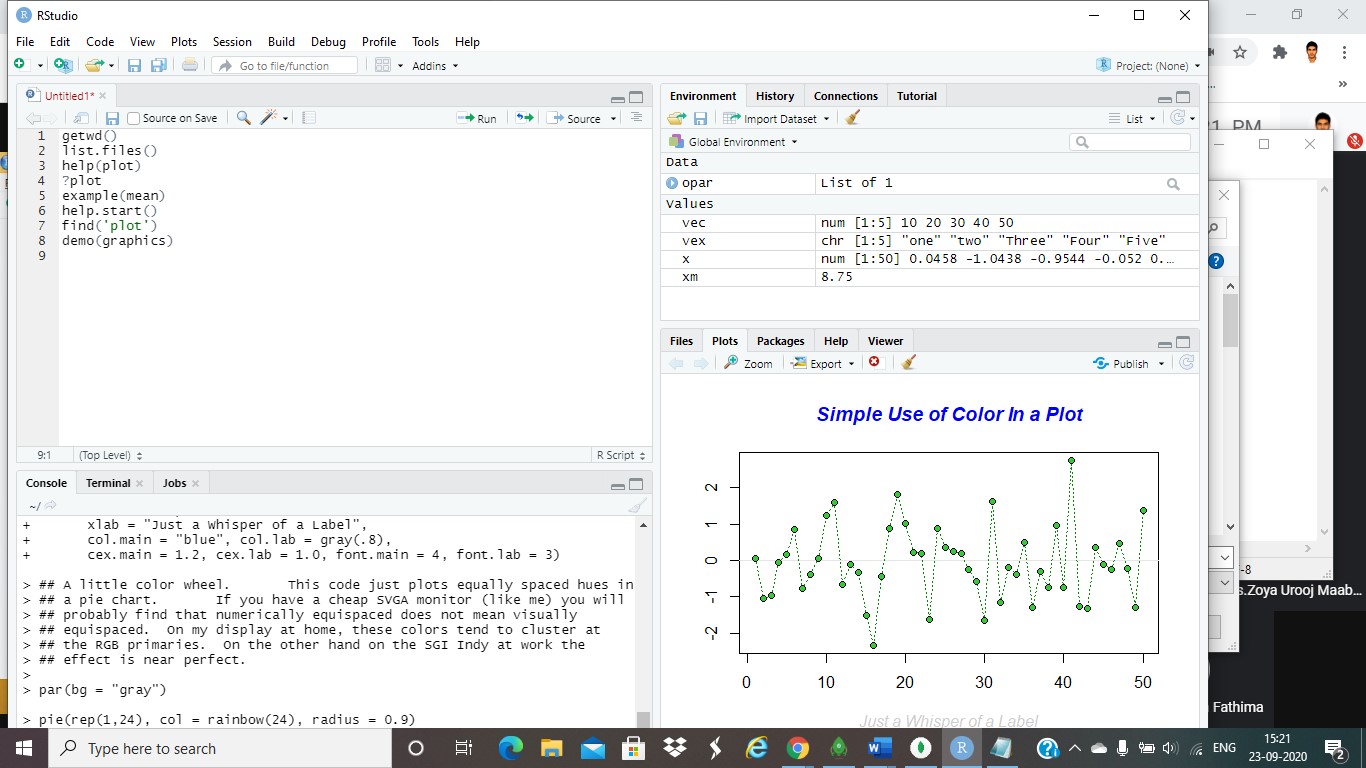 RStudio
File Edit Code View Plots Session Build Debug Profile Tools Help
Go to file/function
Addins
Project: (None)
Untitled1*
Source on Save
Run
Source
1 getwd()
2 list.files()
3 help(plot)
4 ?plot
5 example(mean)
6 help.start()
7 find('plot')
8 demo(graphics)
9
9:1 (Top Level) R Script
Console Terminal Jobs
~/
+ xlab = "Just a Whisper of a Label",
+ col.main = "blue", col.lab = gray(.8),
+ cex.main = 1.2, cex.lab = 1.0, font.main = 4, font.lab = 3)
> ## A little color wheel. This code just plots equally spaced hues in
> ## a pie chart. If you have a cheap SVGA monitor (like me) you will
> ## probably find that numerically equispaced does not mean visually
> ## equispaced. On my display at home, these colors tend to cluster at
> ## the RGB primaries. On the other hand on the SGI Indy at work the
> ## effect is near perfect.
>
> par(bg = "gray")
> pie(rep(1,24), col = rainbow(24), radius = 0.9)
Environment History Connections Tutorial
Import Dataset
List
Global Environment
Data
opar List of 1
Values
vec num [1:5] 10 20 30 40 50
vex chr [1:5] "one" "two" "Three" "Four" "Five"
x num [1:50] 0.0458 -1.0438 -0.9544 -0.052 0.…
xm 8.75
Files Plots Packages Help Viewer
Zoom Export Publish
Simple Use of Color In a Plot
2
1
0
-1
-2
0 10 20 30 40 50
Just a Whisper of a Label
PM
-8
s.Zoya Urooj Maab...
Fathima
Type here to search
ENG
15:21
23-09-2020
2